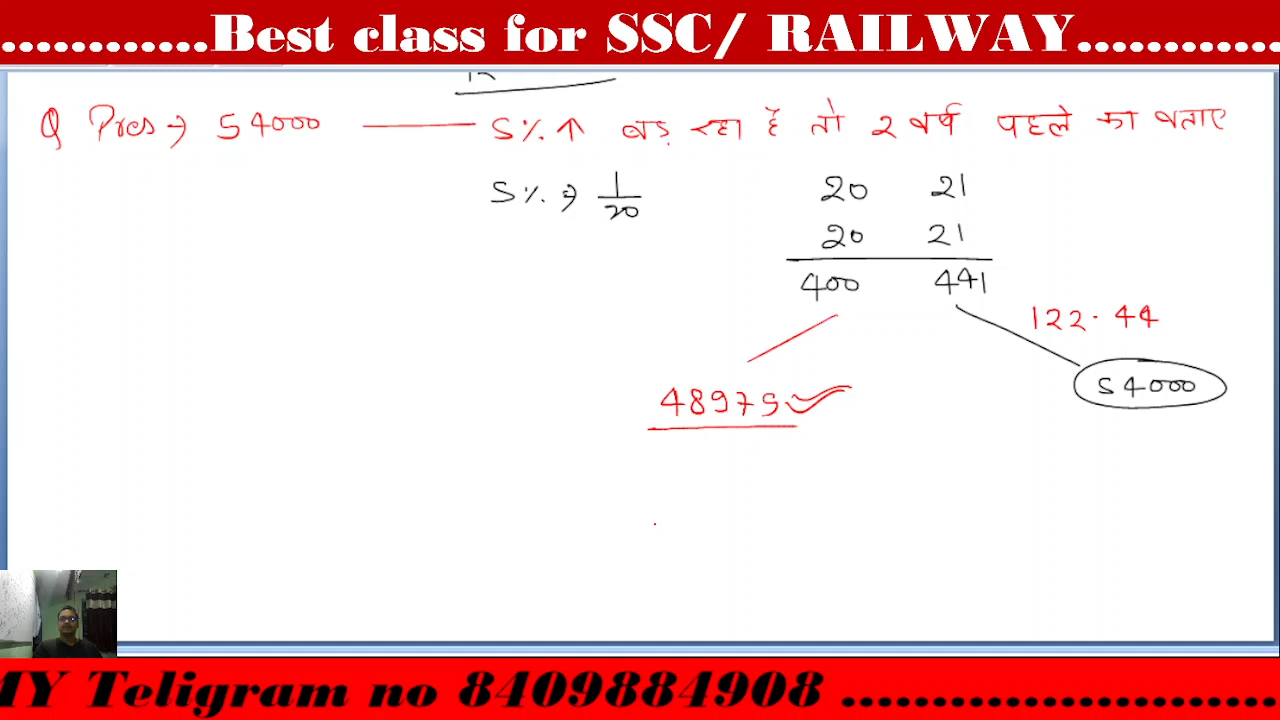 ............Best class for SSC/ RAILWAY............
Q Pres → 54000 —— 5% ↑ बढ़ रहा है तो 2 वर्ष पहले का बताए
5% → 1/20
20 21
20 21
400 441
122.44
54000
48975 ✓
MY Teligram no 8409884908 ............